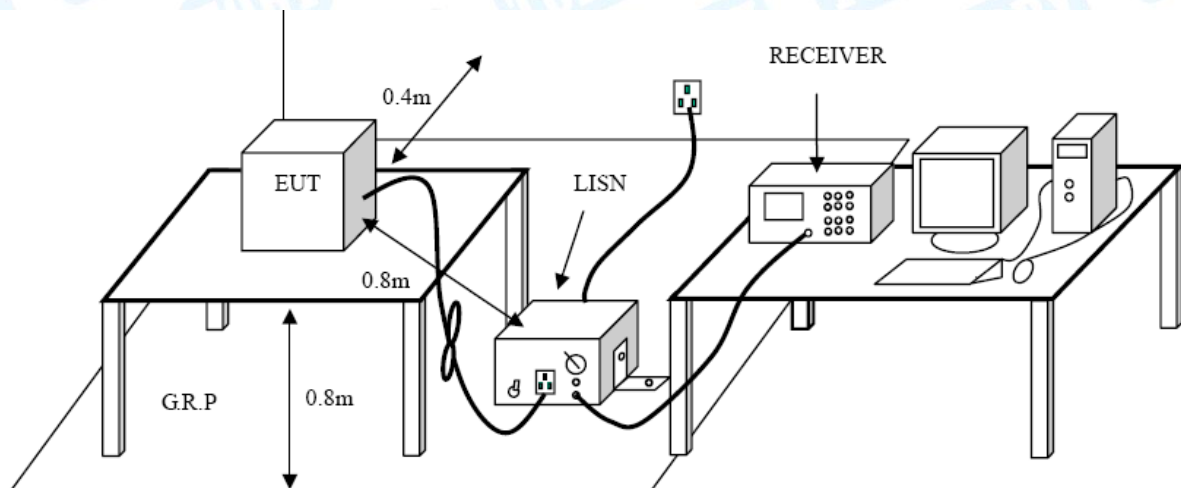 RECEIVER
0.4m
EUT
LISN
0.8m
G.R.P
0.8m